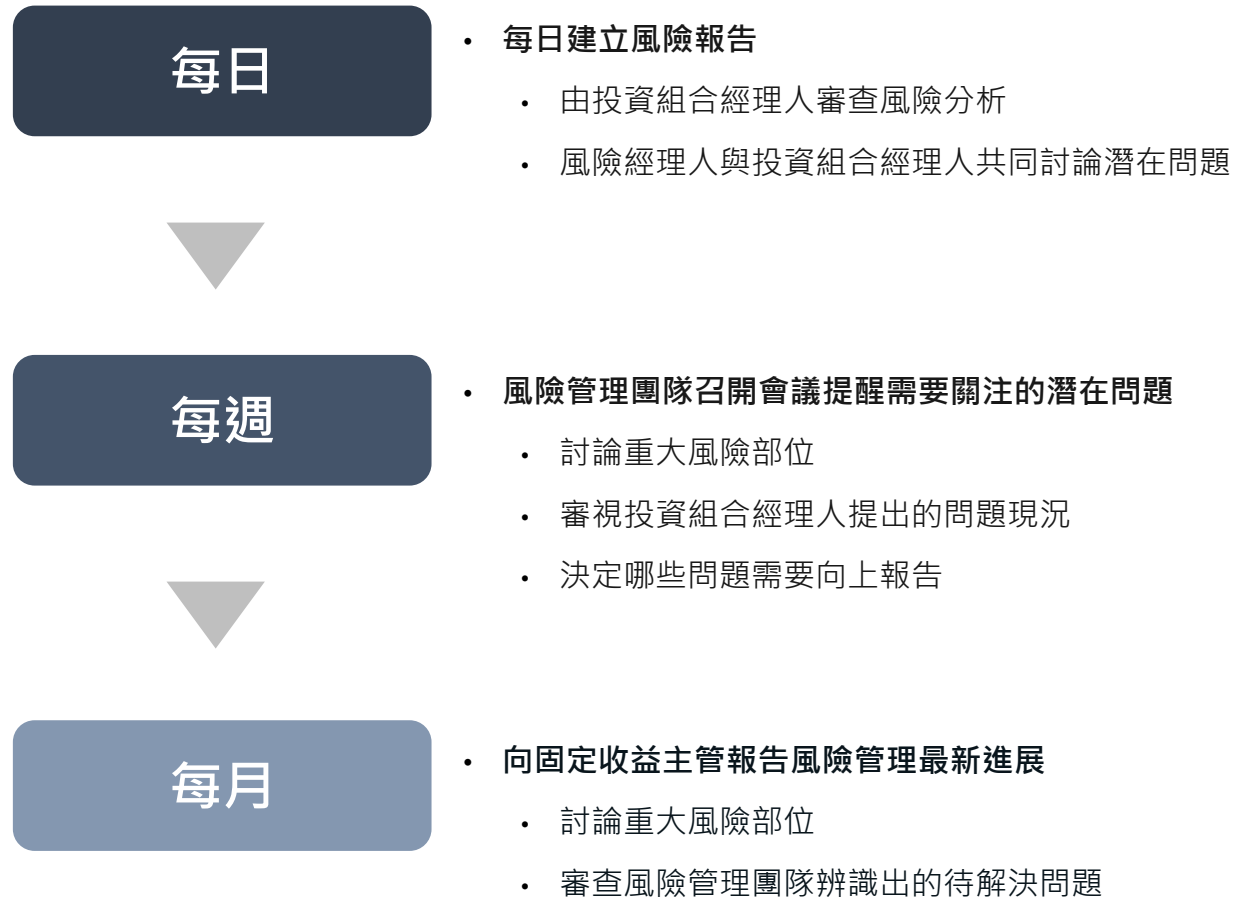 每日
• 每日建立風險報告
• 由投資組合經理人審查風險分析
• 風險經理人與投資組合經理人共同討論潛在問題
每週
• 風險管理團隊召開會議提醒需要關注的潛在問題
• 討論重大風險部位
• 審視投資組合經理人提出的問題現況
• 決定哪些問題需要向上報告
每月
• 向固定收益主管報告風險管理最新進展
• 討論重大風險部位
• 審查風險管理團隊辨識出的待解決問題